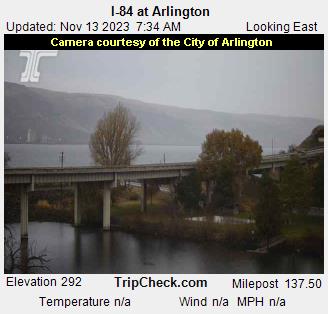 I-84 at Arlington
Updated: Nov 13 2023 7:34 AM Looking East
Camera courtesy of the City of Arlington
Elevation 292 TripCheck.com Milepost 137.50
Temperature n/a Wind n/a MPH n/a